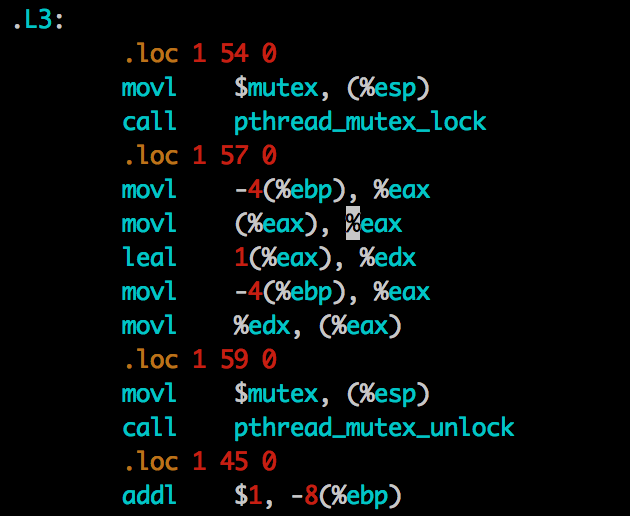 .L3:
.loc 1 54 0
movl $mutex, (%esp)
call pthread_mutex_lock
.loc 1 57 0
movl -4(%ebp), %eax
movl (%eax), %eax
leal 1(%eax), %edx
movl -4(%ebp), %eax
movl %edx, (%eax)
.loc 1 59 0
movl $mutex, (%esp)
call pthread_mutex_unlock
.loc 1 45 0
addl $1, -8(%ebp)